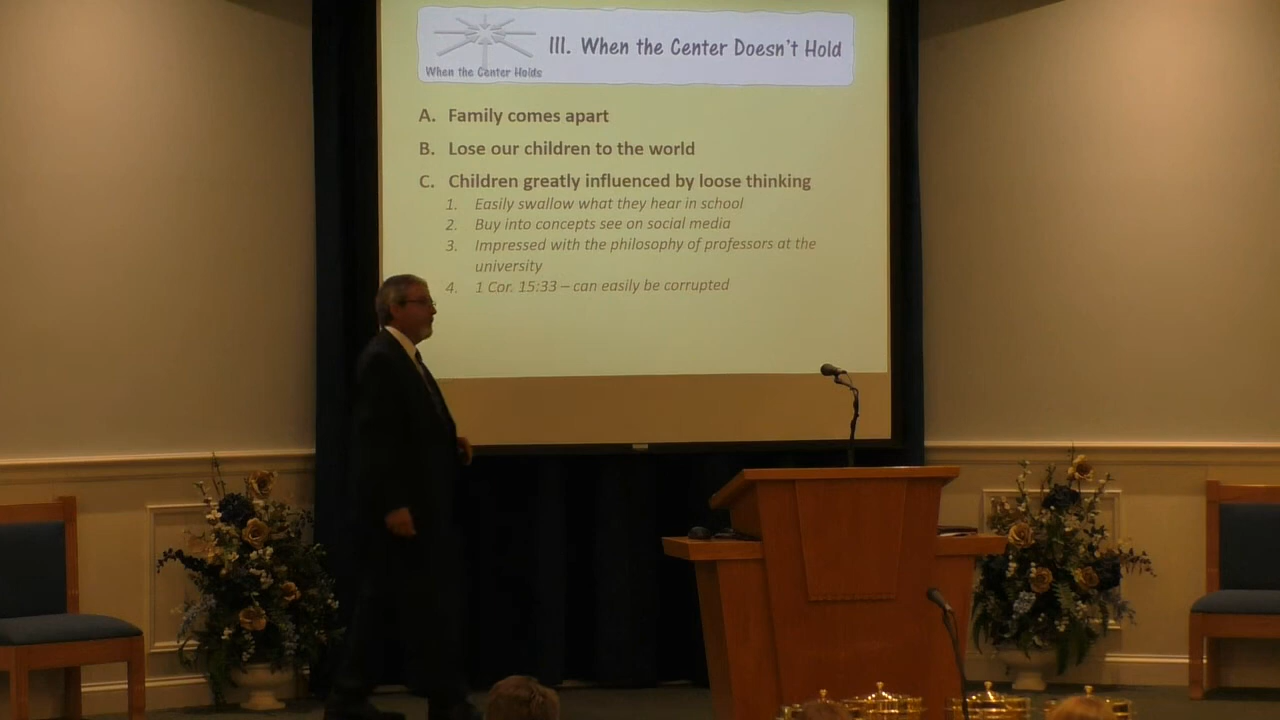 III. When the Center Doesn't Hold
When the Center Holds
A. Family comes apart
B. Lose our children to the world
C. Children greatly influenced by loose thinking
1. Easily swallow what they hear in school
2. Buy into concepts see on social media
3. Impressed with the philosophy of professors at the
university
4. 1 Cor. 15:33 – can easily be corrupted